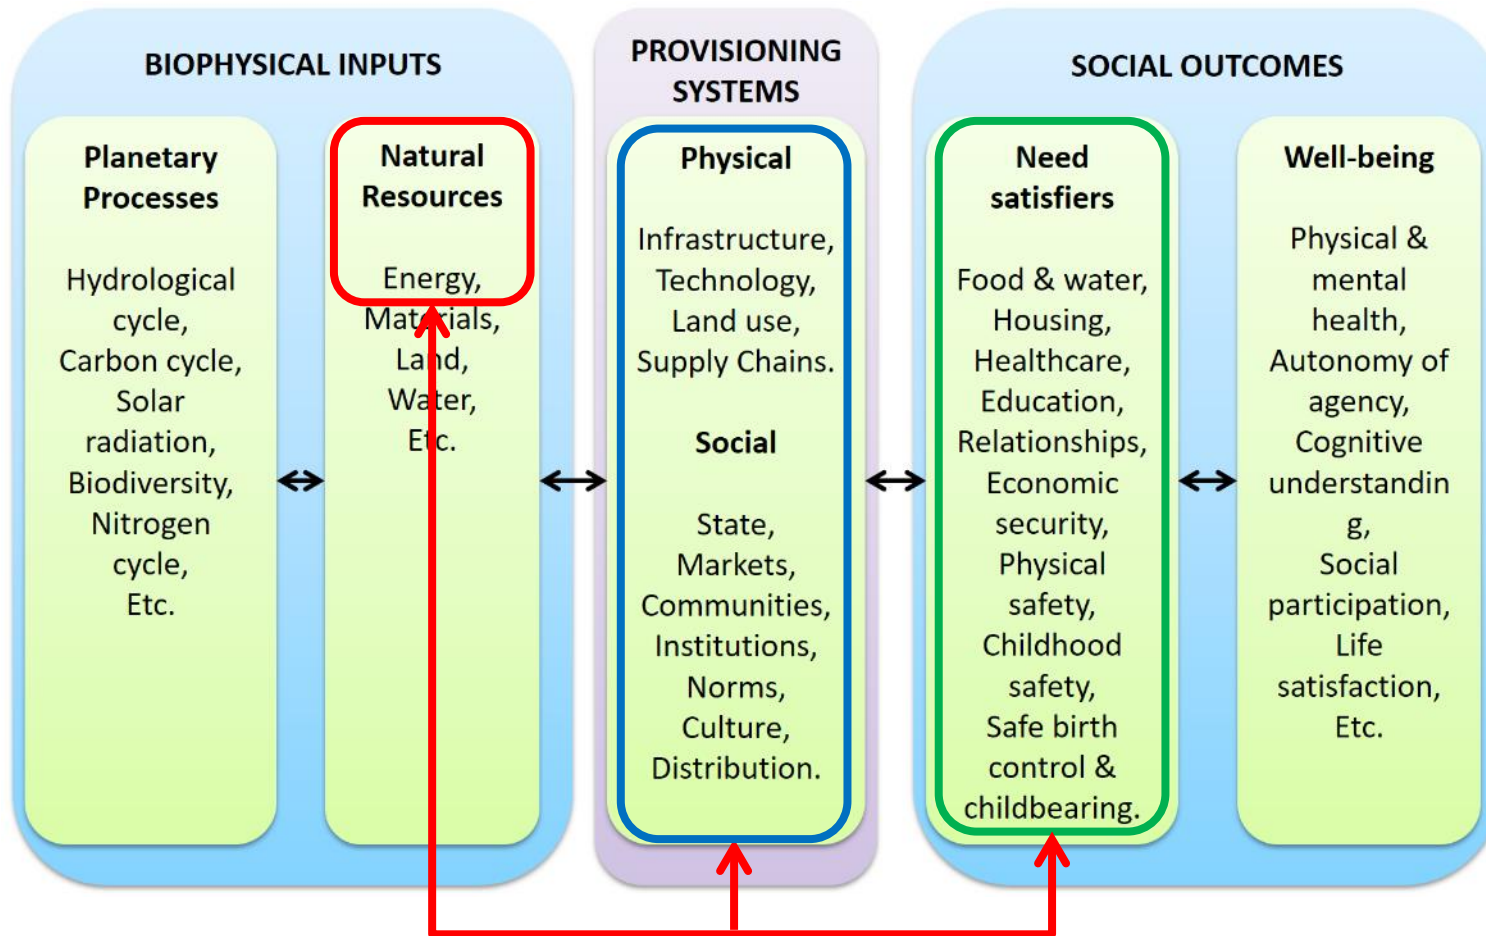 BIOPHYSICAL INPUTS
Planetary
Processes
Hydrological
cycle,
Carbon cycle,
Solar
radiation,
Biodiversity,
Nitrogen
cycle,
Etc.
Natural
Resources
Energy,
Materials,
Land,
Water,
Etc.
PROVISIONING
SYSTEMS
Physical
Infrastructure,
Technology,
Land use,
Supply Chains.
Social
State,
Markets,
Communities,
Institutions,
Norms,
Culture,
Distribution.
SOCIAL OUTCOMES
Need
satisfiers
Food & water,
Housing,
Healthcare,
Education,
Relationships,
Economic
security,
Physical
safety,
Childhood
safety,
Safe birth
control &
childbearing.
Well-being
Physical &
mental
health,
Autonomy of
agency,
Cognitive
understandin
g,
Social
participation,
Life
satisfaction,
Etc.